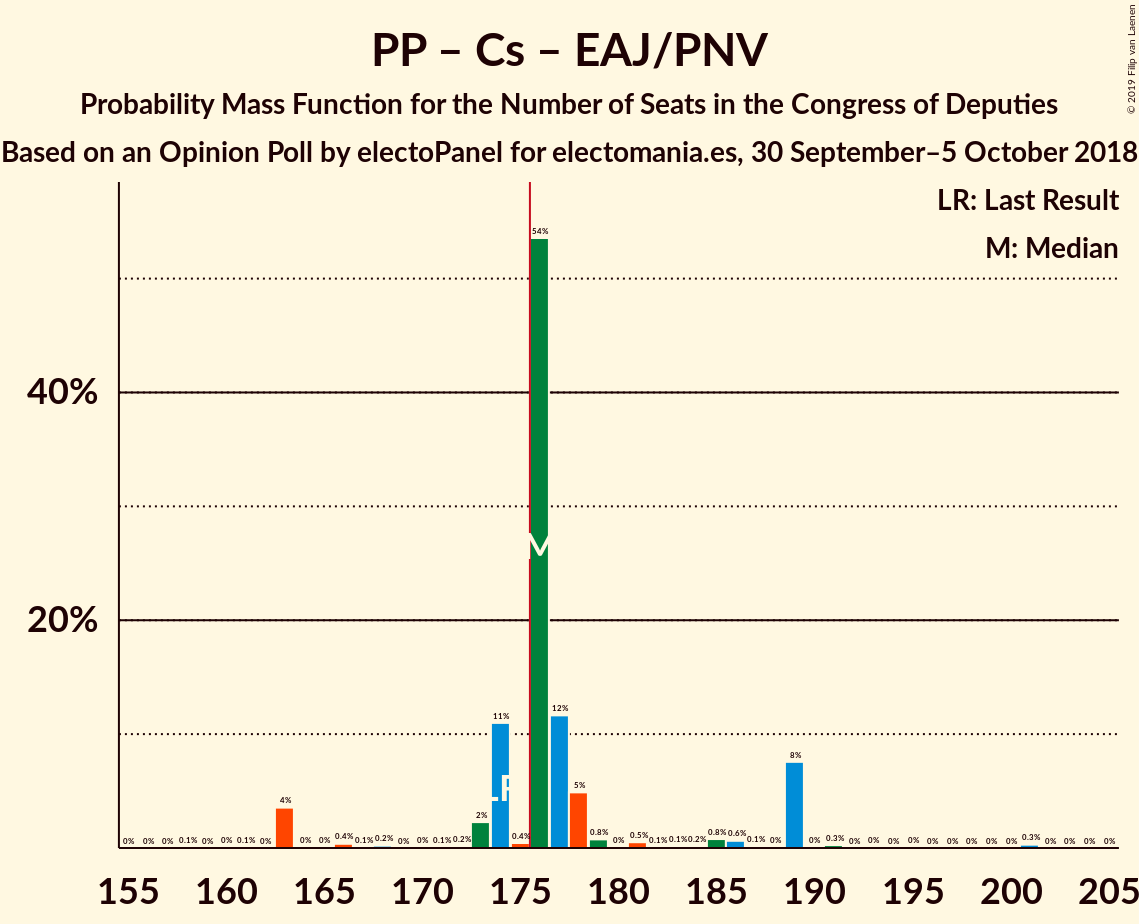 PP – Cs – EAJ/PNV
Probability Mass Function for the Number of Seats in the Congress of Deputies
Based on an Opinion Poll by electoPanel for electomania.es, 30 September–5 October 2018
© 2019 Filip van Laenen
LR: Last Result
M: Median
40%
20%
0% 0% 0% 0.1% 0% 0% 0.1% 0% 4% 0% 0% 0.4% 0.1% 0.2% 0% 0% 0.1% 0.2% 2% 11% 0.4% 54% 12% 5% 0.8% 0% 0.5% 0.1% 0.1% 0.2% 0.8% 0.6% 0.1% 0% 8% 0% 0.3% 0% 0% 0% 0% 0% 0% 0% 0% 0% 0.3% 0% 0% 0% 0%
LR
M
155 160 165 170 175 180 185 190 195 200 205